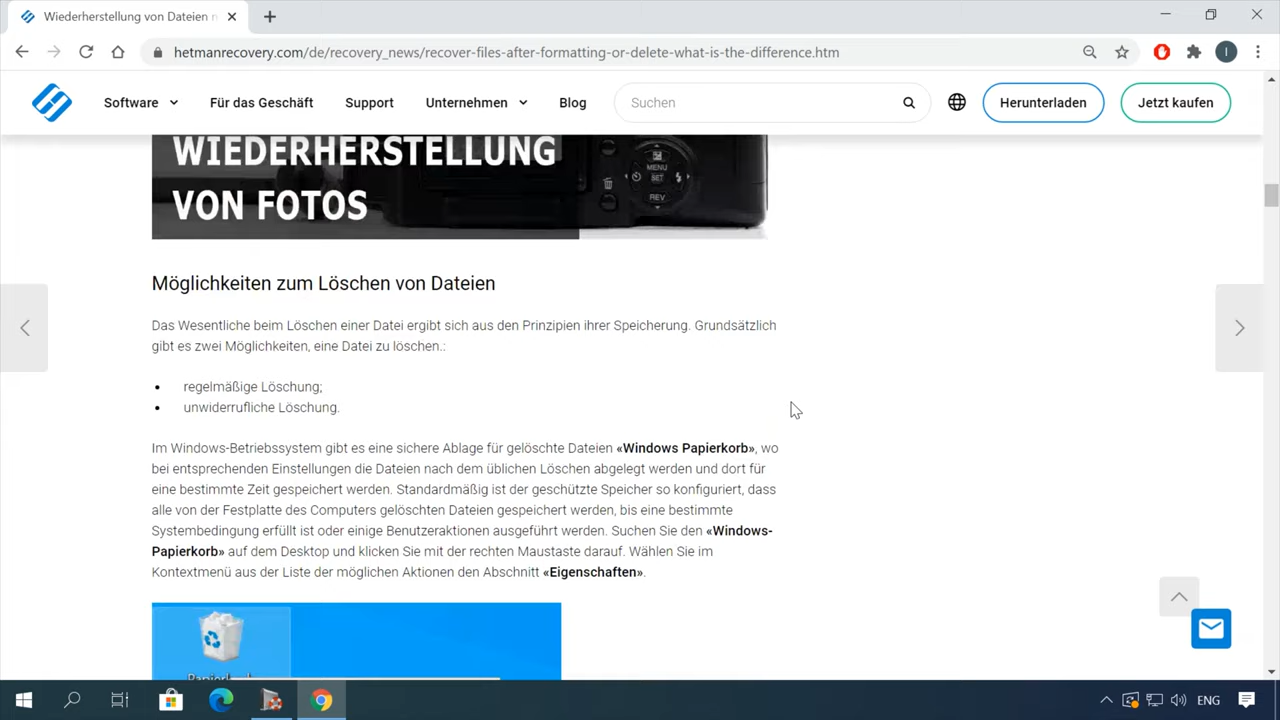 Wiederherstellung von Dateien n
hetmanrecovery.com/de/recovery_news/recover-files-after-formatting-or-delete-what-is-the-difference.htm
I
Software Für das Geschäft Support Unternehmen Blog Suchen Herunterladen Jetzt kaufen
WIEDERHERSTELLUNG
VON FOTOS
MENU
SET
REV
Möglichkeiten zum Löschen von Dateien
Das Wesentliche beim Löschen einer Datei ergibt sich aus den Prinzipien ihrer Speicherung. Grundsätzlich
gibt es zwei Möglichkeiten, eine Datei zu löschen.:
• regelmäßige Löschung;
• unwiderrufliche Löschung.
Im Windows-Betriebssystem gibt es eine sichere Ablage für gelöschte Dateien «Windows Papierkorb», wo
bei entsprechenden Einstellungen die Dateien nach dem üblichen Löschen abgelegt werden und dort für
eine bestimmte Zeit gespeichert werden. Standardmäßig ist der geschützte Speicher so konfiguriert, dass
alle von der Festplatte des Computers gelöschten Dateien gespeichert werden, bis eine bestimmte
Systembedingung erfüllt ist oder einige Benutzeraktionen ausgeführt werden. Suchen Sie den «Windows-
Papierkorb» auf dem Desktop und klicken Sie mit der rechten Maustaste darauf. Wählen Sie im
Kontextmenü aus der Liste der möglichen Aktionen den Abschnitt «Eigenschaften».
ENG